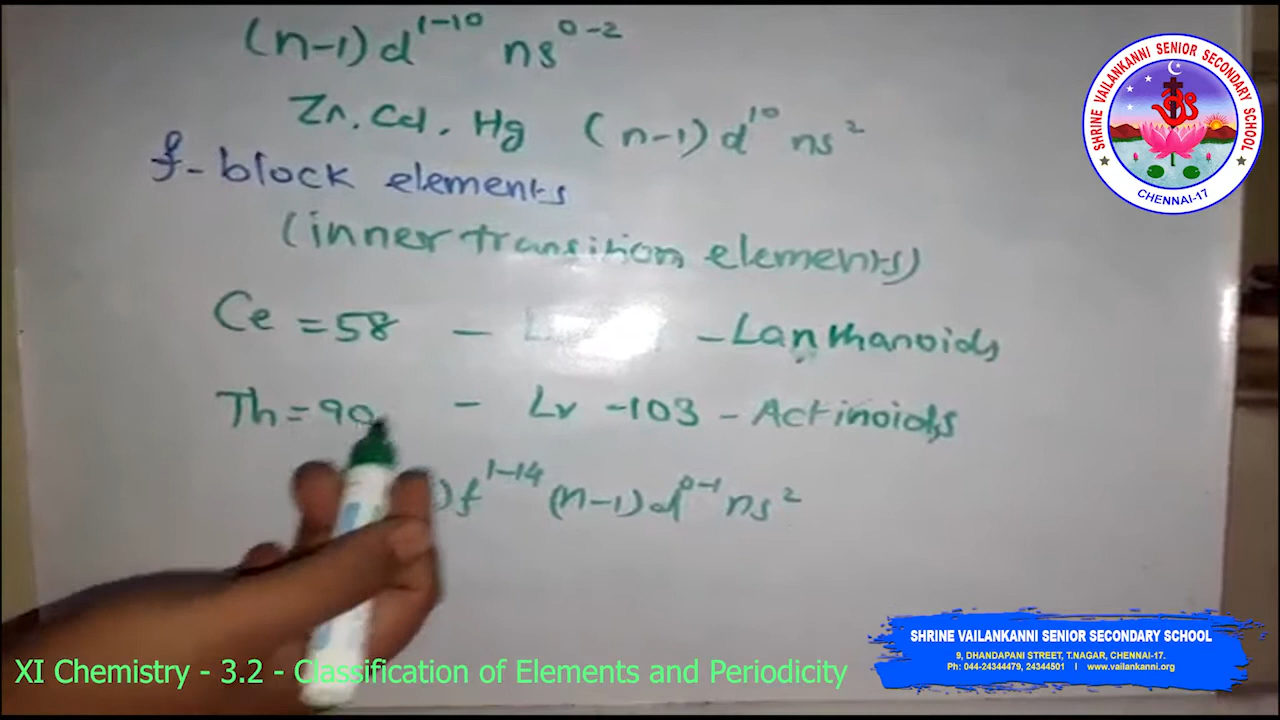 (n-1)d¹⁻¹⁰ ns⁰⁻²
Zn, Cd, Hg (n-1)d¹⁰ ns²
f-block elements
(inner transition elements)
Ce = 58 - L - Lanthanoids
Th = 90 - Lr -103 - Actinoids
)f¹⁻¹⁴ (n-1)d⁰⁻¹ ns²
SHRINE VAILANKANNI SENIOR SECONDARY SCHOOL
CHENNAI-17
SHRINE VAILANKANNI SENIOR SECONDARY SCHOOL
9, DHANDAPANI STREET, T.NAGAR, CHENNAI-17.
Ph: 044-24344479, 24344501 I www.vailankanni.org
XI Chemistry - 3.2 - Classification of Elements and Periodicity